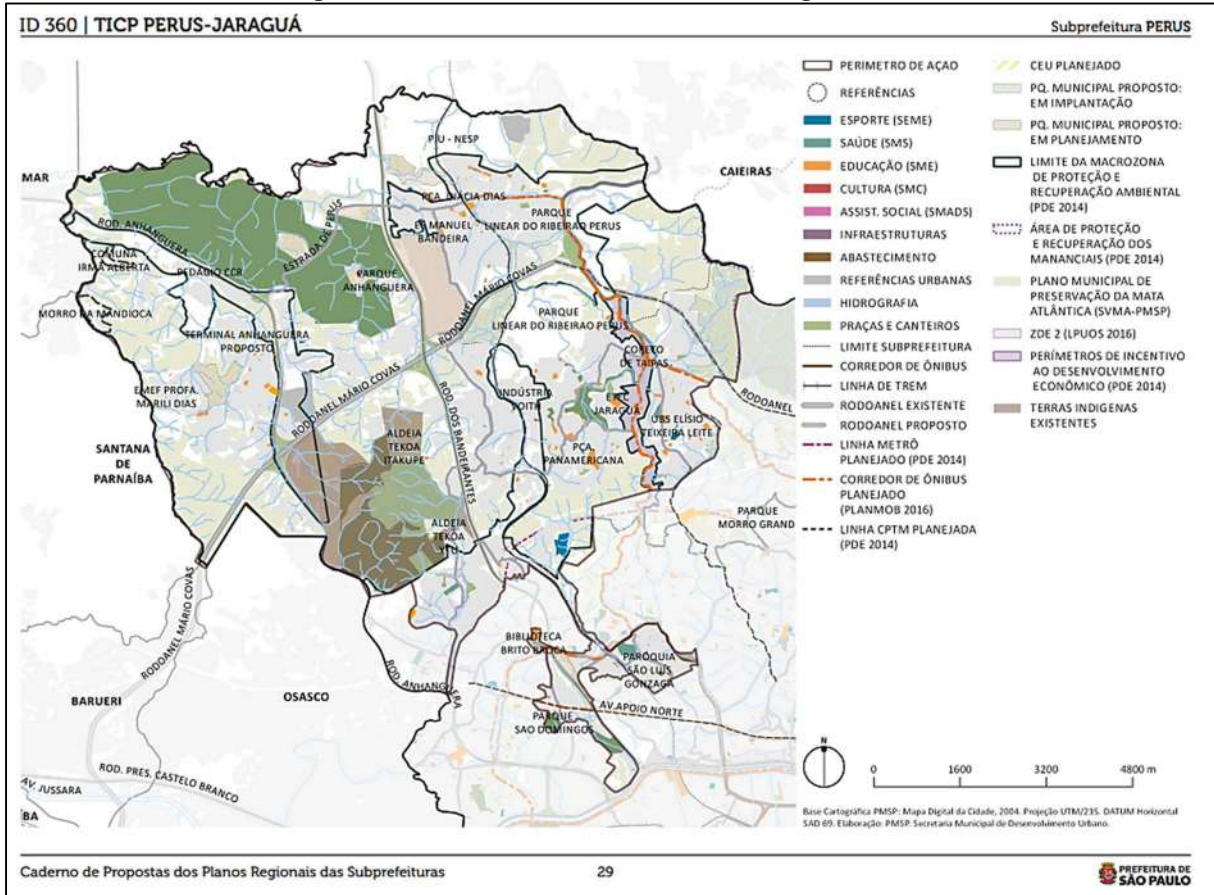 ID 360 | TICP PERUS-JARAGUÁ
Subprefeitura PERUS
PIU - NESP
MAR
CAIEIRAS
PÇA. INÁCIA DIAS
ROD. ANHANGUERA
ESTRADA DE PERUS
PARQUE
LINEAR DO RIBEIRAO PERUS
EE MANUEL
BANDEIRA
COMUNA
IRMA ALBERTA
PEDÁGIO CCR
PARQUE
ANHANGUERA
RODOANEL MÁRIO COVAS
MORRO DA MANDIOCA
PARQUE
LINEAR DO RIBEIRAO PERUS
TERMINAL ANHANGUERA
PROPOSTO
RODOANEL MÁRIO COVAS
ROD. DOS BANDEIRANTES
DE TAIPAS
RODOANEL
EMEF PROFA.
MARILI DIAS
INDÚSTRIA
VOITH
JARAGUÁ
UBS ELÍSIO
TEIXEIRA LEITE
ALDEIA
TEKOA
ITAKUPE
PÇA.
PANAMERICANA
SANTANA
DE
PARNAÍBA
PARQUE
MORRO GRAND
ALDEIA
TEKOA
YTU
RODOANEL MÁRIO COVAS
BIBLIOTECA
BRITO BROCA
PARÓQUIA
SÃO LUÍS
GONZAGA
BARUERI
OSASCO
ROD. ANHANGUERA
AV.APOIO NORTE
PARQUE
SAO DOMINGOS
ROD. PRES. CASTELO BRANCO
AV. JUSSARA
BA
PERÍMETRO DE AÇAO
REFERÊNCIAS
ESPORTE (SEME)
SAÚDE (SMS)
EDUCAÇÃO (SME)
CULTURA (SMC)
ASSIST. SOCIAL (SMADS)
INFRAESTRUTURAS
ABASTECIMENTO
REFERÊNCIAS URBANAS
HIDROGRAFIA
PRAÇAS E CANTEIROS
LIMITE SUBPREFEITURA
CORREDOR DE ÔNIBUS
LINHA DE TREM
RODOANEL EXISTENTE
RODOANEL PROPOSTO
LINHA METRÔ
PLANEJADO (PDE 2014)
CORREDOR DE ÔNIBUS
PLANEJADO
(PLANMOB 2016)
LINHA CPTM PLANEJADA
(PDE 2014)
CEU PLANEJADO
PQ. MUNICIPAL PROPOSTO:
EM IMPLANTAÇÃO
PQ. MUNICIPAL PROPOSTO:
EM PLANEJAMENTO
LIMITE DA MACROZONA
DE PROTEÇÃO E
RECUPERAÇÃO AMBIENTAL
(PDE 2014)
ÁREA DE PROTEÇÃO
E RECUPERAÇÃO DOS
MANANCIAIS (PDE 2014)
PLANO MUNICIPAL DE
PRESERVAÇÃO DA MATA
ATLÂNTICA (SVMA-PMSP)
ZDE 2 (LPUOS 2016)
PERÍMETROS DE INCENTIVO
AO DESENVOLVIMENTO
ECONÔMICO (PDE 2014)
TERRAS INDIGENAS
EXISTENTES
N
0 1600 3200 4800 m
Base Cartográfica PMSP: Mapa Digital da Cidade, 2004. Projeção UTM/23S. DATUM Horizontal
SAD 69. Elaboração: PMSP. Secretaria Municipal de Desenvolvimento Urbano.
Caderno de Propostas dos Planos Regionais das Subprefeituras
29
PREFEITURA DE
SÃO PAULO